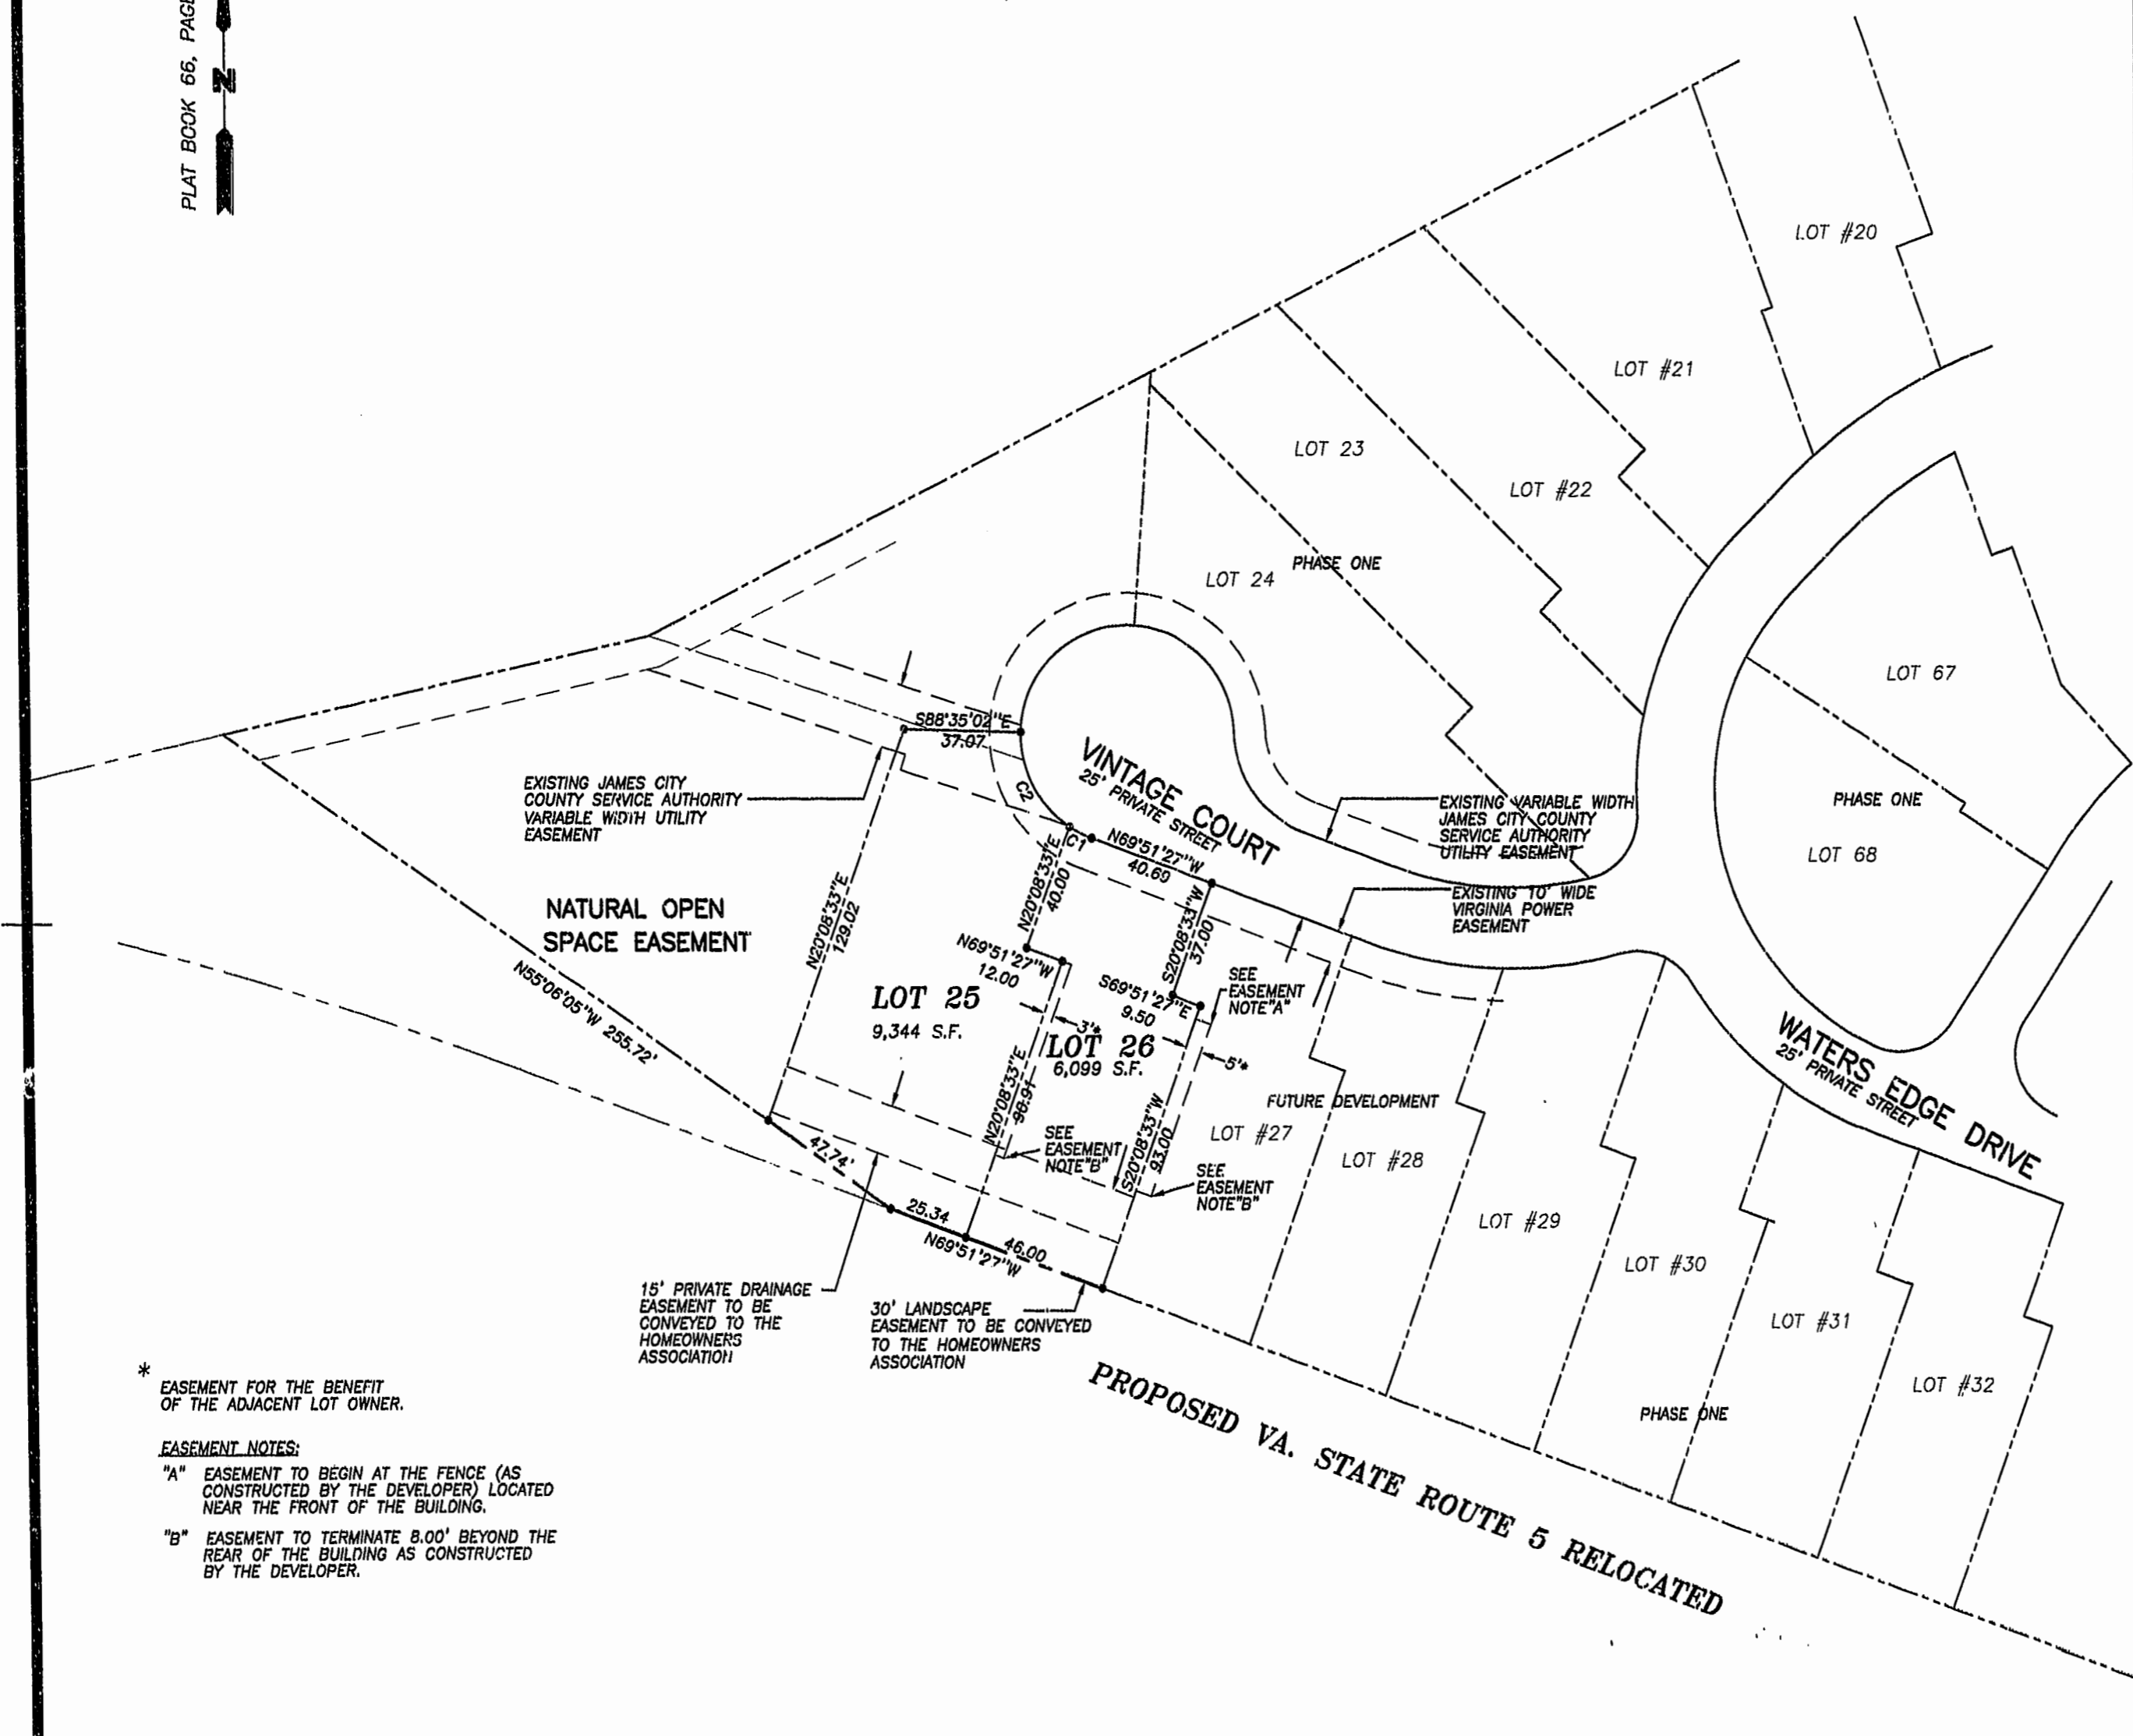 PLAT BOOK 66, PAGE
N
LOT #20
LOT #21
LOT 23
LOT #22
PHASE ONE
LOT 24
LOT 67
S88°35'02"E
37.07
VINTAGE COURT
25' PRIVATE STREET
EXISTING JAMES CITY
COUNTY SERVICE AUTHORITY
VARIABLE WIDTH UTILITY
EASEMENT
C2
C1
EXISTING VARIABLE WIDTH
JAMES CITY COUNTY
SERVICE AUTHORITY
UTILITY EASEMENT
PHASE ONE
LOT 68
N69°51'27"W
40.69
EXISTING 10' WIDE
VIRGINIA POWER
EASEMENT
NATURAL OPEN
SPACE EASEMENT
N20°08'33"E
129.02
N20°08'33"E
40.00
S20°08'33"W
37.00
N69°51'27"W
12.00
S69°51'27"E
9.50
SEE
EASEMENT
NOTE"A"
N55°06'05"W 255.72'
LOT 25
9,344 S.F.
3'*
LOT 26
6,099 S.F.
5'*
WATERS EDGE DRIVE
25' PRIVATE STREET
N20°08'33"E
90.91
S20°08'33"W
93.00
FUTURE DEVELOPMENT
LOT #27
LOT #28
SEE
EASEMENT
NOTE"B"
SEE
EASEMENT
NOTE"B"
47.74'
25.34
N69°51'27"W
46.00
LOT #29
LOT #30
LOT #31
LOT #32
PHASE ONE
15' PRIVATE DRAINAGE
EASEMENT TO BE
CONVEYED TO THE
HOMEOWNERS
ASSOCIATION
30' LANDSCAPE
EASEMENT TO BE CONVEYED
TO THE HOMEOWNERS
ASSOCIATION
PROPOSED VA. STATE ROUTE 5 RELOCATED
*
EASEMENT FOR THE BENEFIT
OF THE ADJACENT LOT OWNER.
EASEMENT NOTES:
"A" EASEMENT TO BEGIN AT THE FENCE (AS
CONSTRUCTED BY THE DEVELOPER) LOCATED
NEAR THE FRONT OF THE BUILDING.
"B" EASEMENT TO TERMINATE 8.00' BEYOND THE
REAR OF THE BUILDING AS CONSTRUCTED
BY THE DEVELOPER.